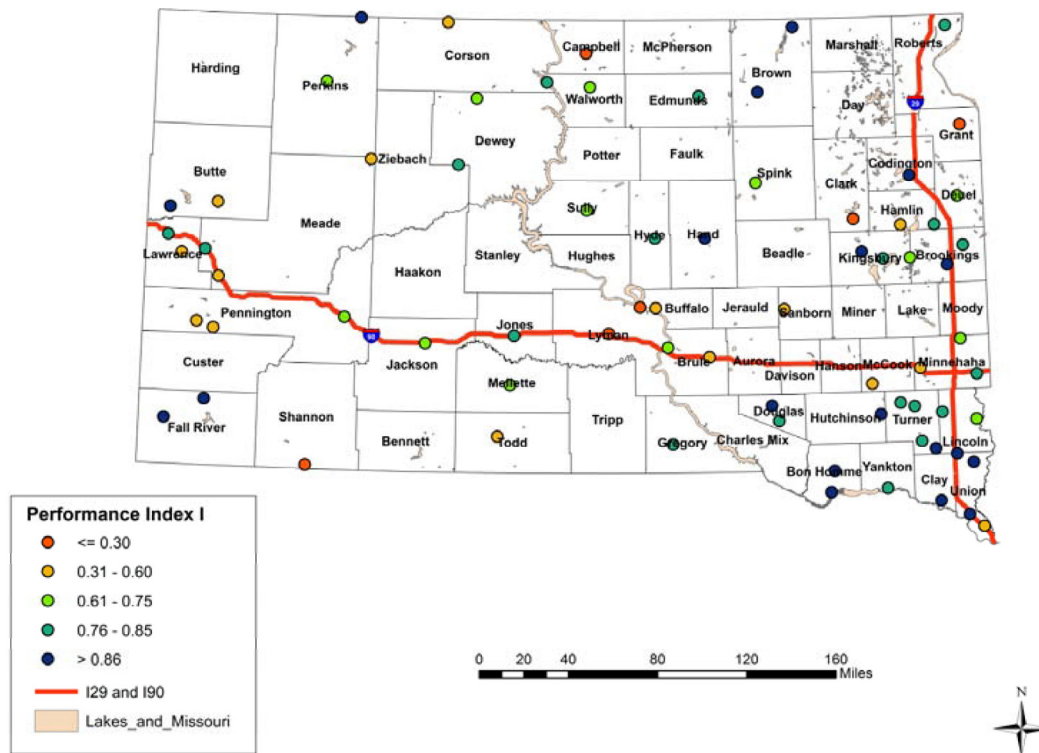 Harding
Perkins
Corson
Campbell
McPherson
Brown
Marshall
Roberts
Walworth
Edmunds
Day
29
Grant
Dewey
Ziebach
Potter
Faulk
Spink
Clark
Codington
Butte
Meade
Sully
Hamlin
Deuel
Lawrence
Haakon
Stanley
Hughes
Hyde
Hand
Beadle
Kingsbury
Brookings
Pennington
Jones
Lyman
Buffalo
Jerauld
Sanborn
Miner
Lake
Moody
90
Custer
Jackson
Mellette
Brule
Aurora
Davison
Hanson
McCook
Minnehaha
Fall River
Shannon
Bennett
Todd
Tripp
Gregory
Charles Mix
Douglas
Hutchinson
Turner
Lincoln
Bon Homme
Yankton
Clay
Union
Performance Index I
<= 0.30
0.31 - 0.60
0.61 - 0.75
0.76 - 0.85
> 0.86
I29 and I90
Lakes_and_Missouri
0 20 40 80 120 160
Miles
N